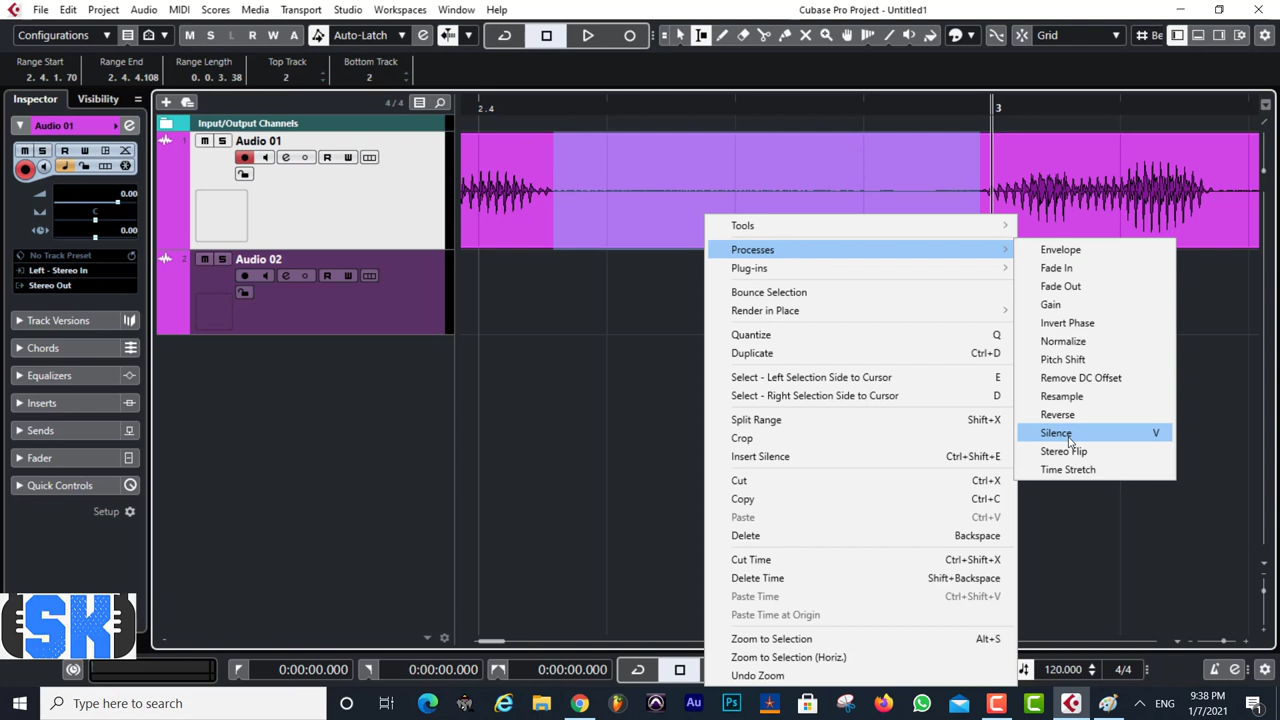 File Edit Project Audio MIDI Scores Media Transport Studio Workspaces Window Help Cubase Pro Project - Untitled1
Configurations M S L R W A Auto-Latch Grid Be
Range Start Range End Range Length Top Track Bottom Track
2. 4. 1. 70 2. 4. 4.108 0. 0. 3. 38 2 2
Inspector Visibility
4/4
2.4 3
Audio 01
M S R W
0.00
C
0.00
No Track Preset
Left - Stereo In
Stereo Out
Track Versions
Chords
Equalizers
Inserts
Sends
Fader
Quick Controls
Setup
Input/Output Channels
1 M S Audio 01
R W
2 M S Audio 02
R W
Tools
Processes
Plug-ins
Bounce Selection
Render in Place
Quantize Q
Duplicate Ctrl+D
Select - Left Selection Side to Cursor E
Select - Right Selection Side to Cursor D
Split Range Shift+X
Crop
Insert Silence Ctrl+Shift+E
Cut Ctrl+X
Copy Ctrl+C
Paste Ctrl+V
Delete Backspace
Cut Time Ctrl+Shift+X
Delete Time Shift+Backspace
Paste Time Ctrl+Shift+V
Paste Time at Origin
Zoom to Selection Alt+S
Zoom to Selection (Horiz.)
Undo Zoom
Envelope
Fade In
Fade Out
Gain
Invert Phase
Normalize
Pitch Shift
Remove DC Offset
Resample
Reverse
Silence V
Stereo Flip
Time Stretch
SK
0:00:00.000 0:00:00.000 0:00:00.000 120.000 4/4
Type here to search
Au Ps ENG 9:38 PM
1/7/2021